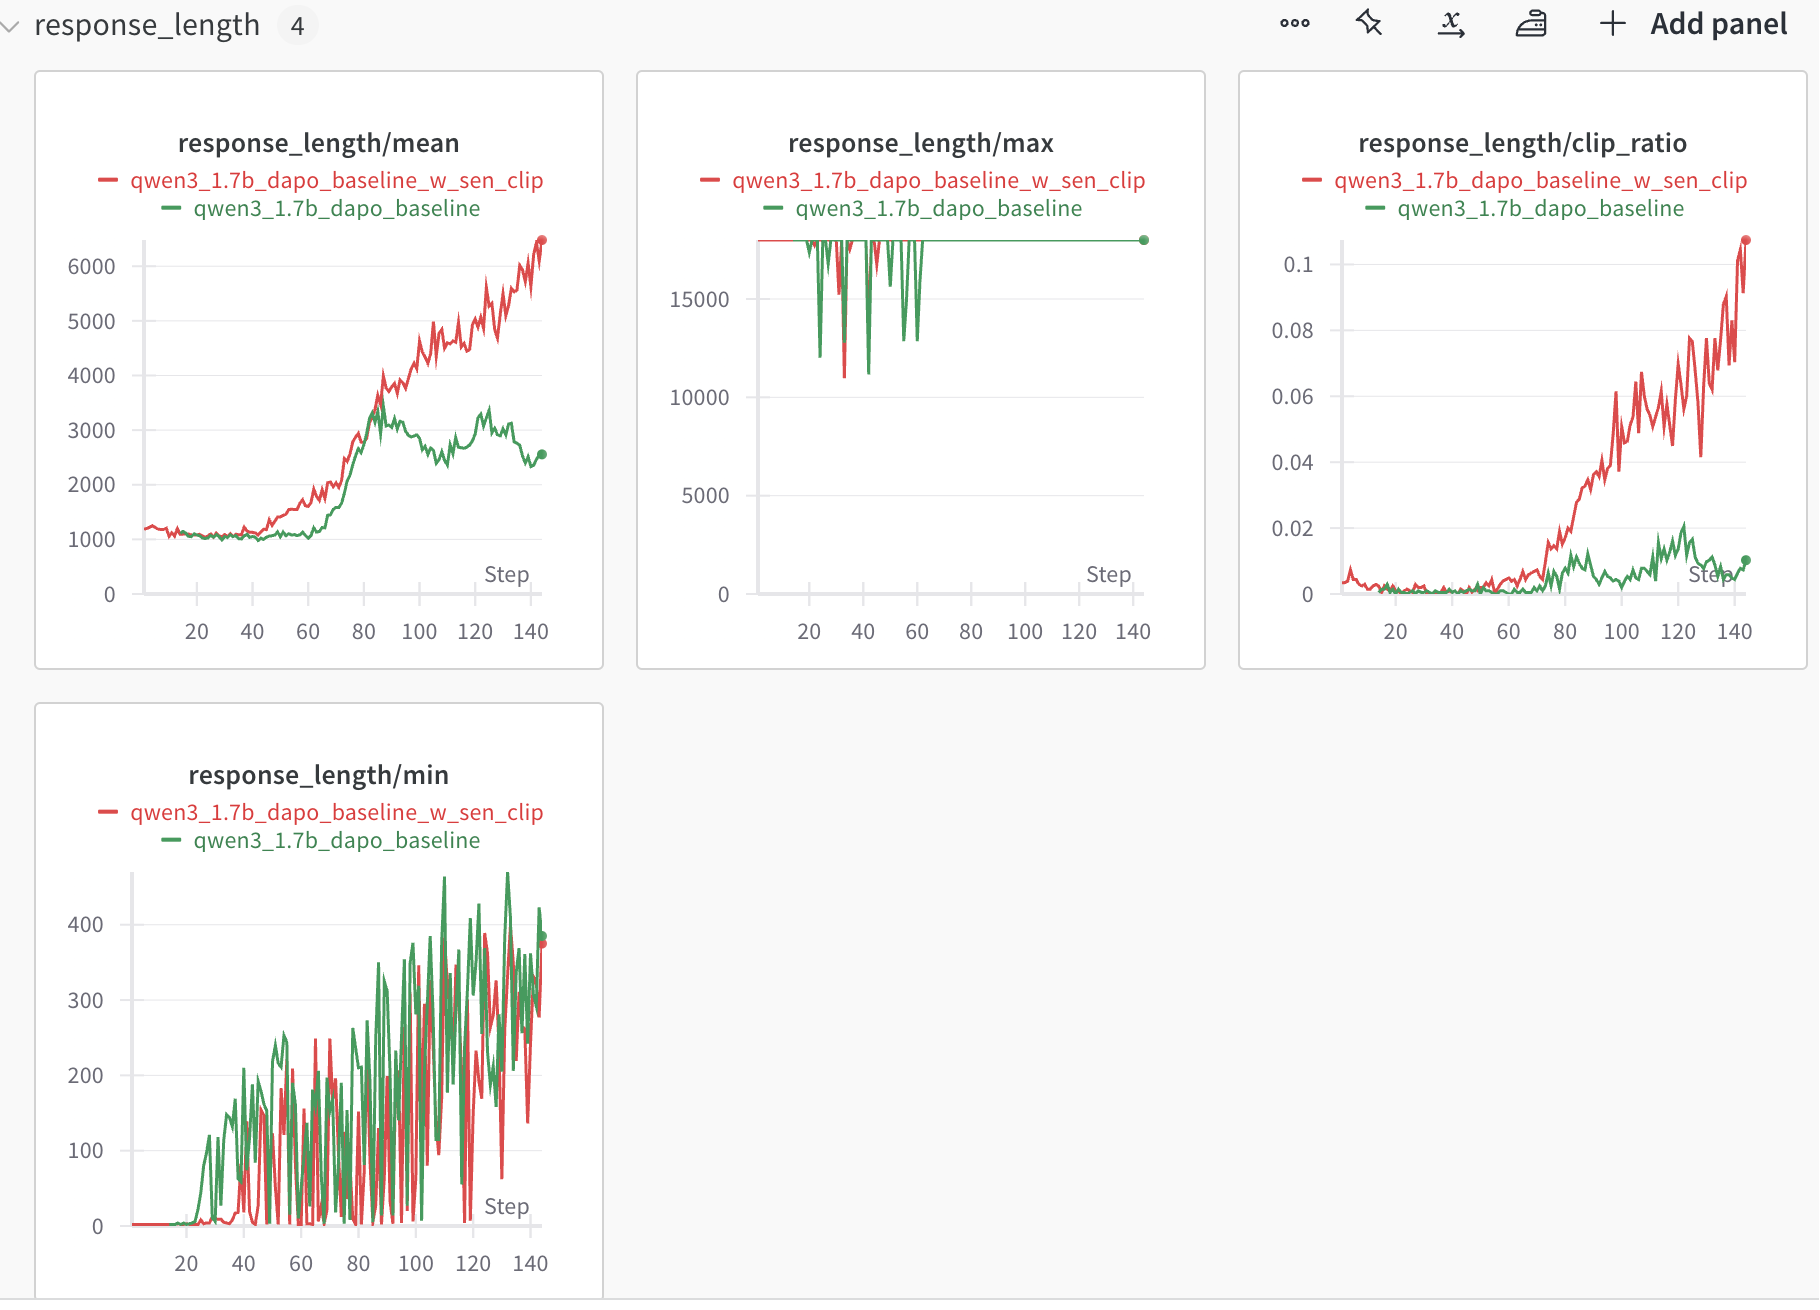 response_length 4
Add panel
response_length/mean
qwen3_1.7b_dapo_baseline_w_sen_clip
qwen3_1.7b_dapo_baseline
6000
5000
4000
3000
2000
1000
0
Step
20 40 60 80 100 120 140
response_length/max
qwen3_1.7b_dapo_baseline_w_sen_clip
qwen3_1.7b_dapo_baseline
15000
10000
5000
0
Step
20 40 60 80 100 120 140
response_length/clip_ratio
qwen3_1.7b_dapo_baseline_w_sen_clip
qwen3_1.7b_dapo_baseline
0.1
0.08
0.06
0.04
0.02
0
Step
20 40 60 80 100 120 140
response_length/min
qwen3_1.7b_dapo_baseline_w_sen_clip
qwen3_1.7b_dapo_baseline
400
300
200
100
0
Step
20 40 60 80 100 120 140